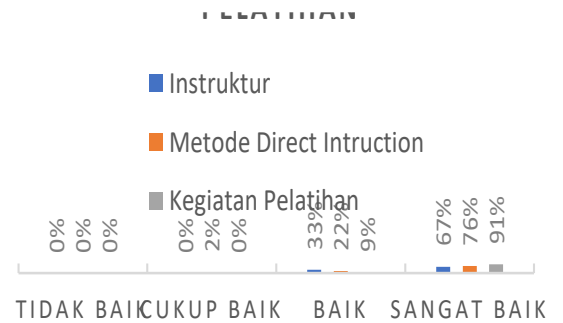 PELATIHAN
Instruktur
Metode Direct Intruction
Kegiatan Pelatihan
0% 0% 0% 0% 2% 0% 33% 22% 9% 67% 76% 91%
TIDAK BAIK CUKUP BAIK BAIK SANGAT BAIK